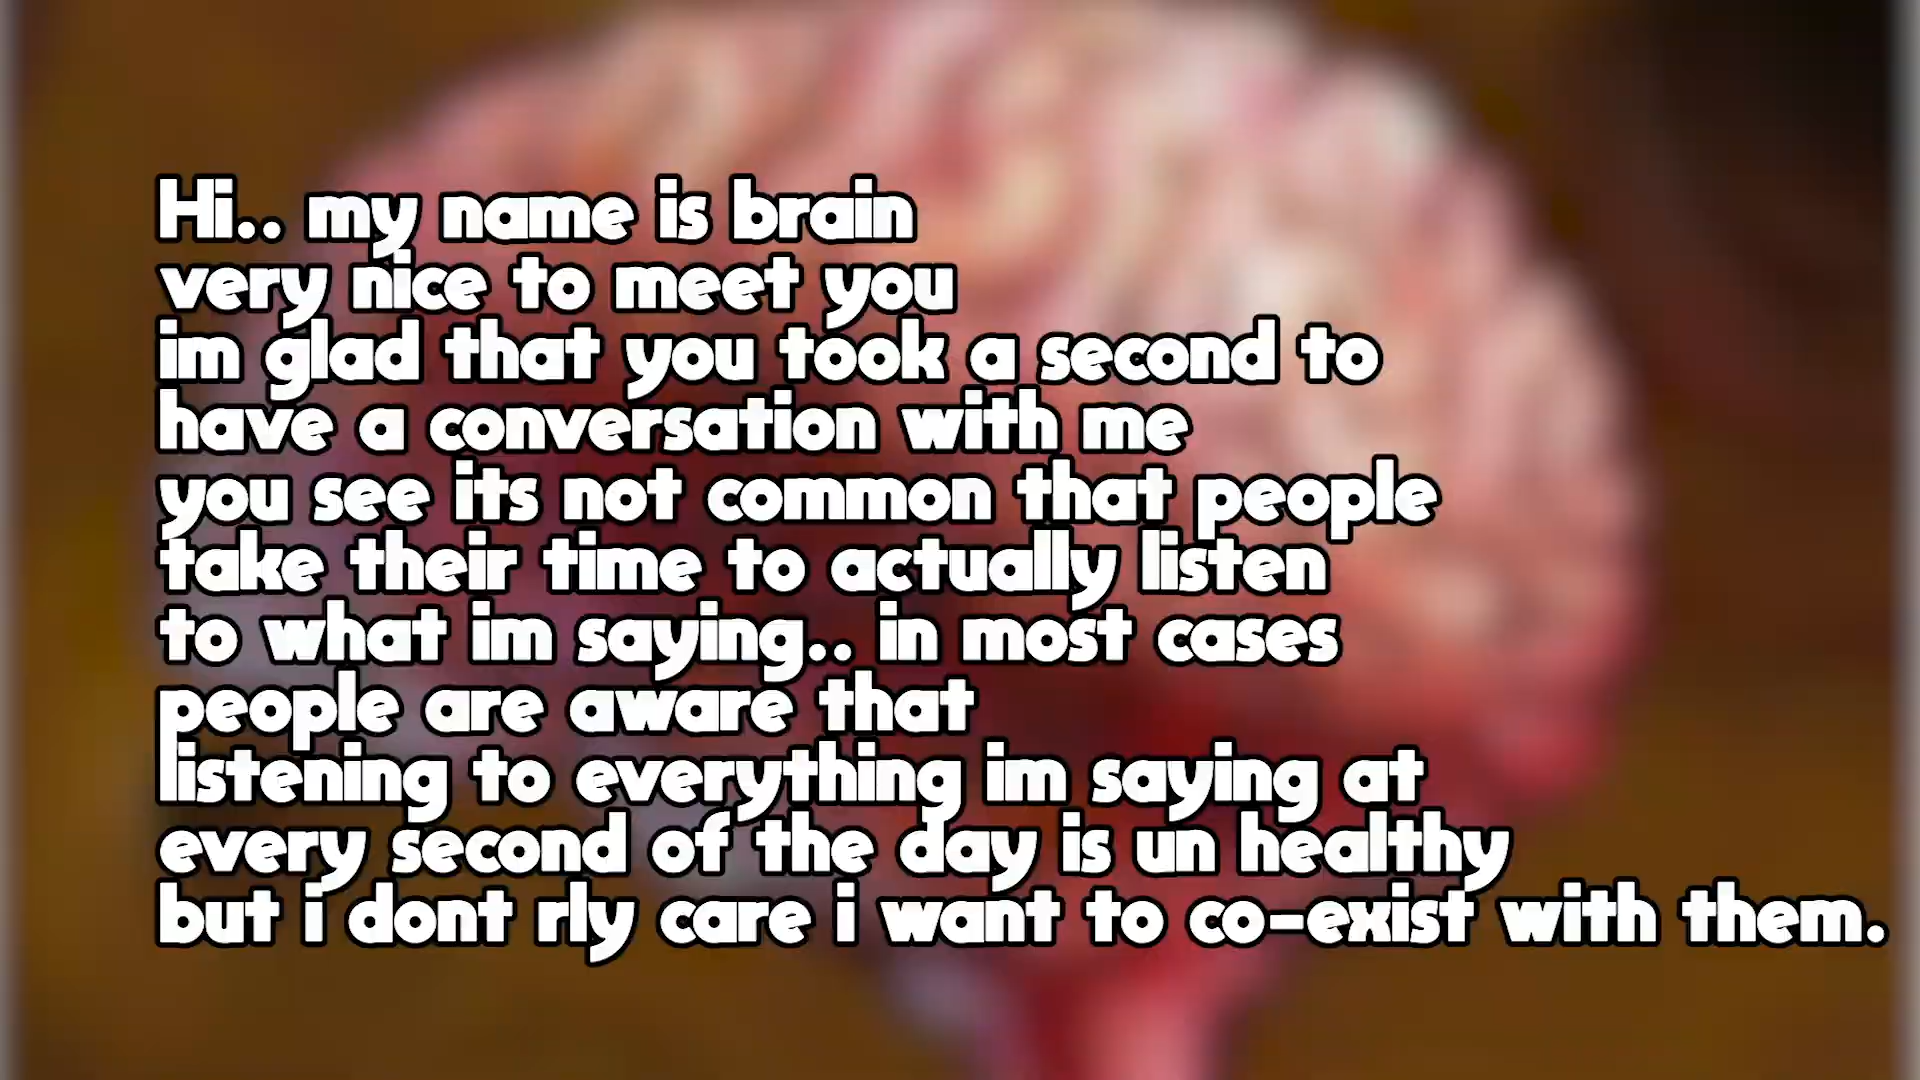 Hi.. my name is brain
very nice to meet you
im glad that you took a second to
have a conversation with me
you see its not common that people
take their time to actually listen
to what im saying.. in most cases
people are aware that
listening to everything im saying at
every second of the day is un healthy
but i dont rly care i want to co-exist with them.